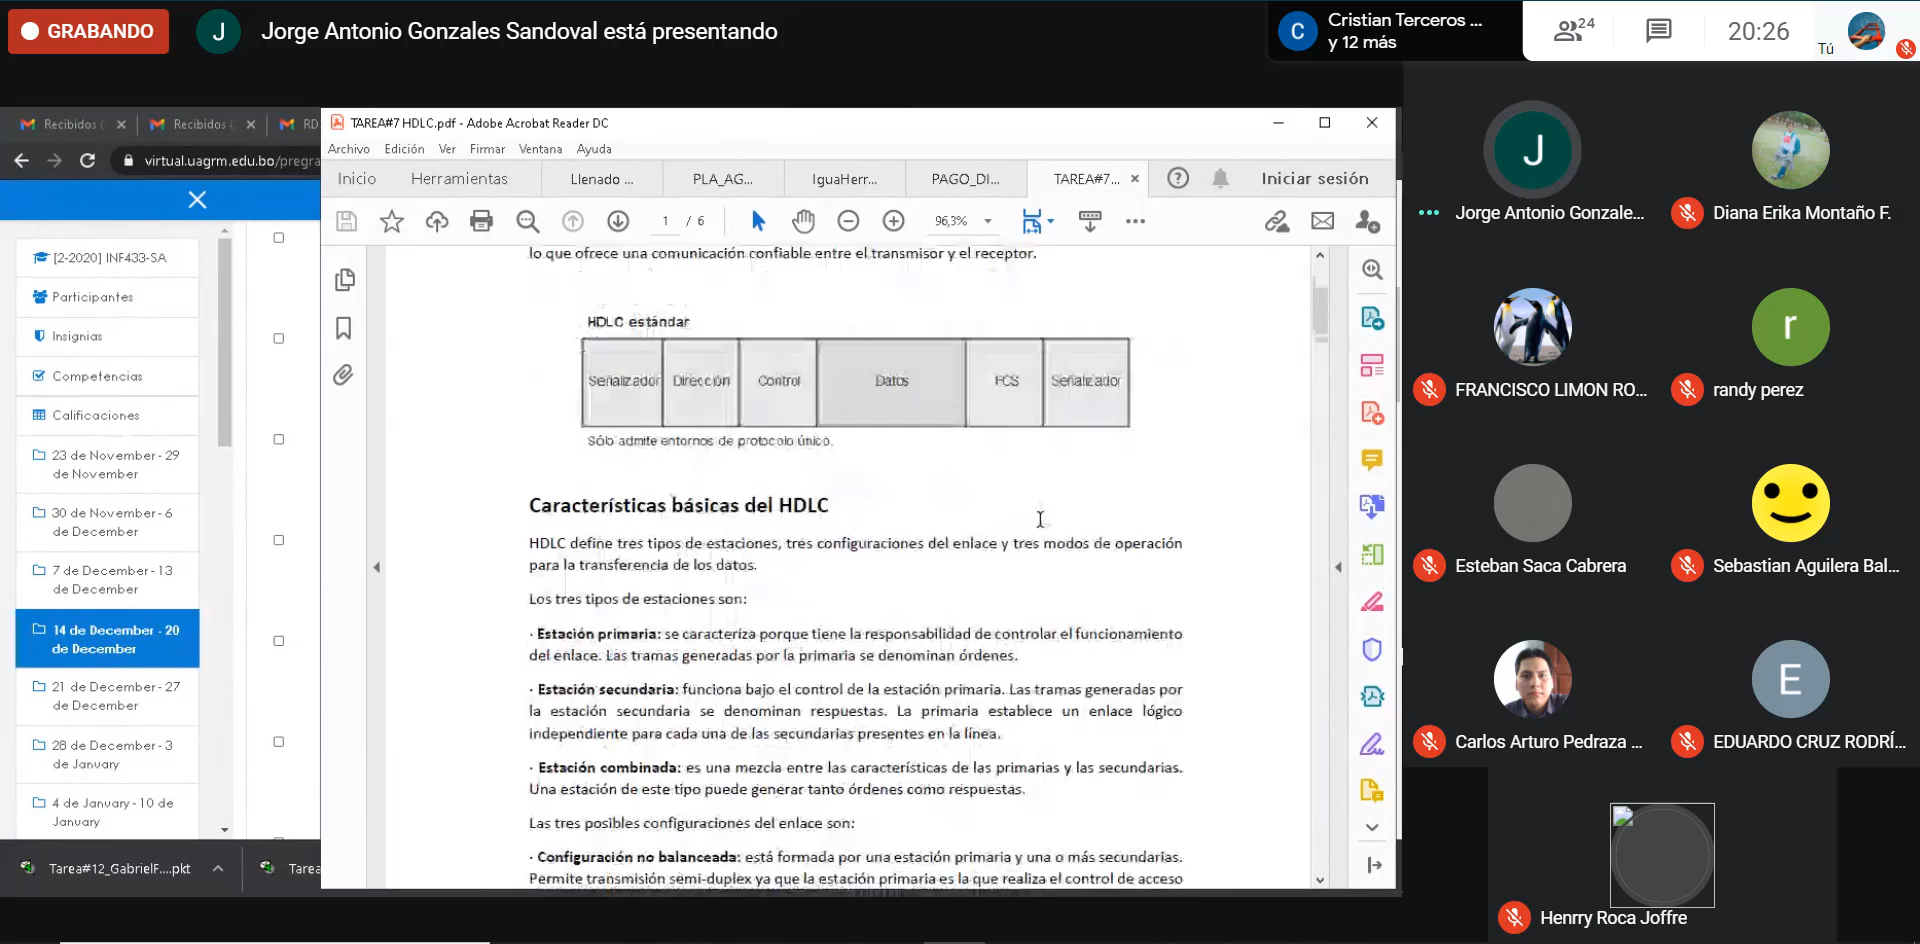 GRABANDO
J
Jorge Antonio Gonzales Sandoval está presentando
C
Cristian Terceros ...
y 12 más
24
20:26
Tú
Recibidos (
Recibidos (
RD
virtual.uagrm.edu.bo/pregra
TAREA#7 HDLC.pdf - Adobe Acrobat Reader DC
Archivo Edición Ver Firmar Ventana Ayuda
Inicio Herramientas Llenado ... PLA_AG... IguaHerr... PAGO_DI... TAREA#7... Iniciar sesión
1 / 6 96,3%
[2-2020] INF433-SA
Participantes
Insignias
Competencias
Calificaciones
23 de November - 29
de November
30 de November - 6
de December
7 de December - 13
de December
14 de December - 20
de December
21 de December - 27
de December
28 de December - 3
de January
4 de January - 10 de
January
Tarea#12_GabrielF....pkt
Tarea
lo que ofrece una comunicación confiable entre el transmisor y el receptor.
HDLC estándar
Señalizador Dirección Control Datos FCS Señalizador
Sólo admite entornos de protocolo único.
Características básicas del HDLC
HDLC define tres tipos de estaciones, tres configuraciones del enlace y tres modos de operación
para la transferencia de los datos.
Los tres tipos de estaciones son:
· Estación primaria: se caracteriza porque tiene la responsabilidad de controlar el funcionamiento
del enlace. Las tramas generadas por la primaria se denominan órdenes.
· Estación secundaria: funciona bajo el control de la estación primaria. Las tramas generadas por
la estación secundaria se denominan respuestas. La primaria establece un enlace lógico
independiente para cada una de las secundarias presentes en la línea.
· Estación combinada: es una mezcla entre las características de las primarias y las secundarias.
Una estación de este tipo puede generar tanto órdenes como respuestas.
Las tres posibles configuraciones del enlace son:
· Configuración no balanceada: está formada por una estación primaria y una o más secundarias.
Permite transmisión semi-duplex ya que la estación primaria es la que realiza el control de acceso
J
Jorge Antonio Gonzale...
Diana Erika Montaño F.
FRANCISCO LIMON RO...
r
randy perez
Esteban Saca Cabrera
Sebastian Aguilera Bal...
Carlos Arturo Pedraza ...
E
EDUARDO CRUZ RODRÍ...
Henrry Roca Joffre